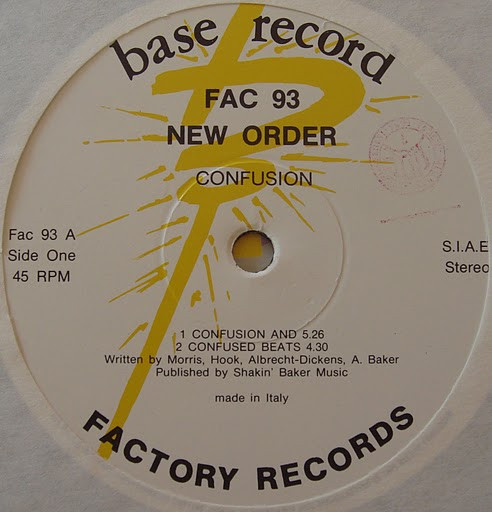 base record
FAC 93
NEW ORDER
CONFUSION
Fac 93 A
Side One
45 RPM
S.I.A.E
Stereo
1 CONFUSION AND 5.26
2 CONFUSED BEATS 4.30
Written by Morris, Hook, Albrecht-Dickens, A. Baker
Published by Shakin' Baker Music
made in Italy
FACTORY RECORDS